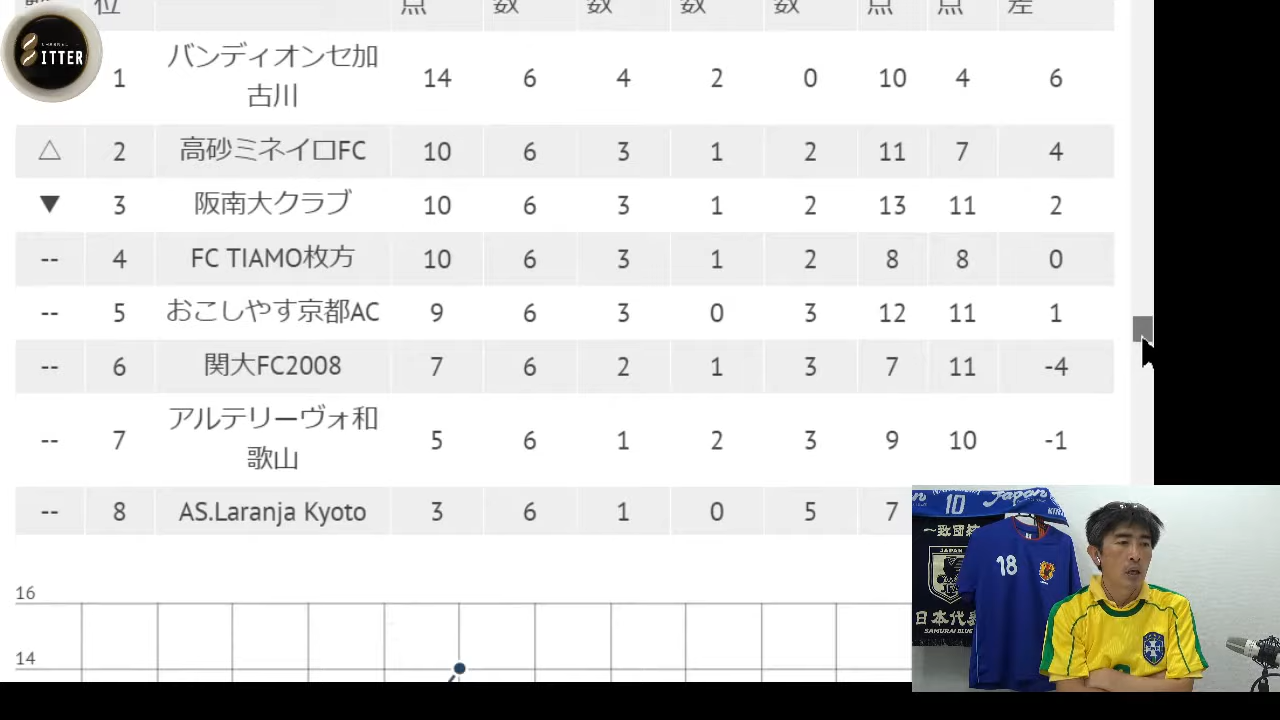 位 点 数 数 数 数 点 点 差
CHANNEL
ITTER
1 バンディオンセ加古川 14 6 4 2 0 10 4 6
△ 2 高砂ミネイロFC 10 6 3 1 2 11 7 4
▼ 3 阪南大クラブ 10 6 3 1 2 13 11 2
-- 4 FC TIAMO枚方 10 6 3 1 2 8 8 0
-- 5 おこしやす京都AC 9 6 3 0 3 12 11 1
-- 6 関大FC2008 7 6 2 1 3 7 11 -4
-- 7 アルテリーヴォ和歌山 5 6 1 2 3 9 10 -1
-- 8 AS.Laranja Kyoto 3 6 1 0 5 7
16
14
10 Japan
JAPAN
18
日本代表
SAMURAI BLUE